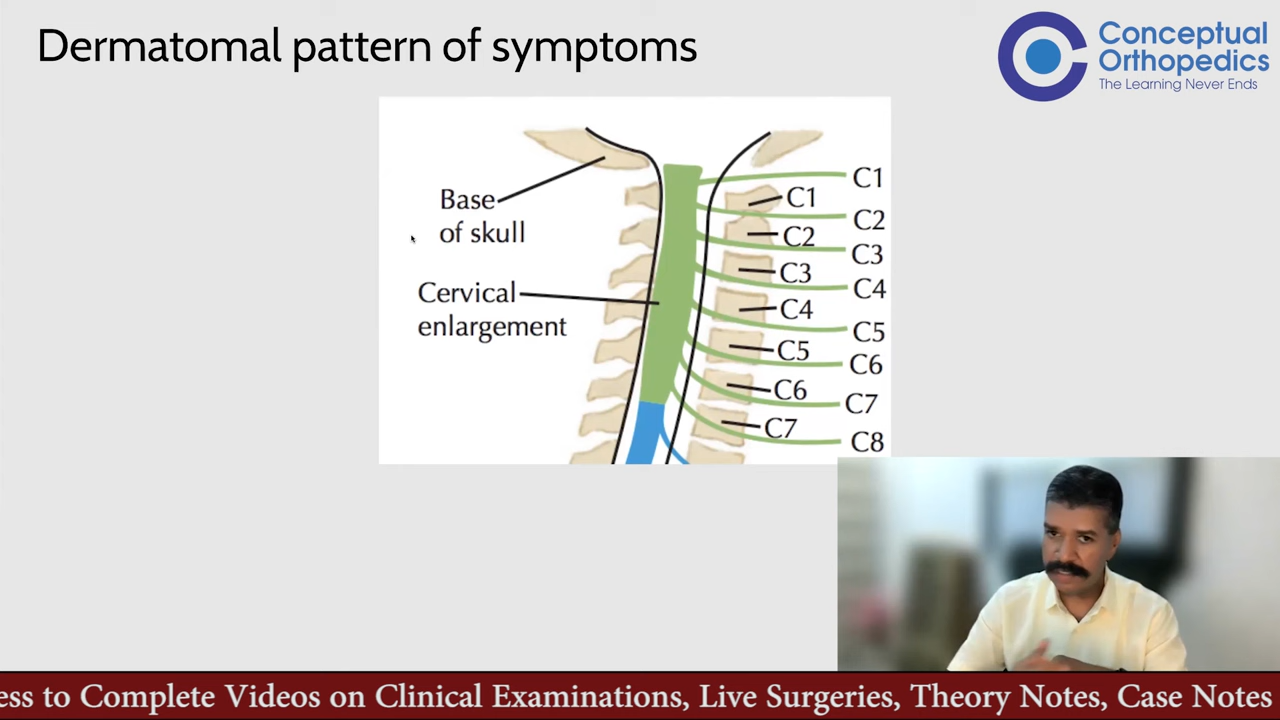 Dermatomal pattern of symptoms
Conceptual
Orthopedics
The Learning Never Ends
Base
of skull
Cervical
enlargement
C1
C1
C2
C2
C3
C3
C4
C4
C5
C5
C6
C6
C7
C7
C8
ess to Complete Videos on Clinical Examinations, Live Surgeries, Theory Notes, Case Notes